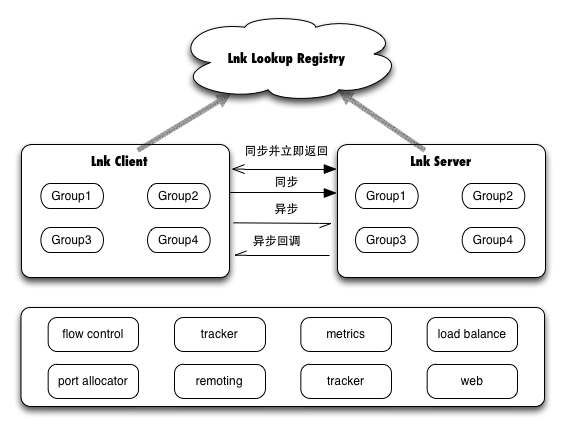 Lnk Lookup Registry
Lnk Client
Group1
Group2
Group3
Group4
同步并立即返回
同步
异步
异步回调
Lnk Server
Group1
Group2
Group3
Group4
flow control
tracker
metrics
load balance
port allocator
remoting
tracker
web